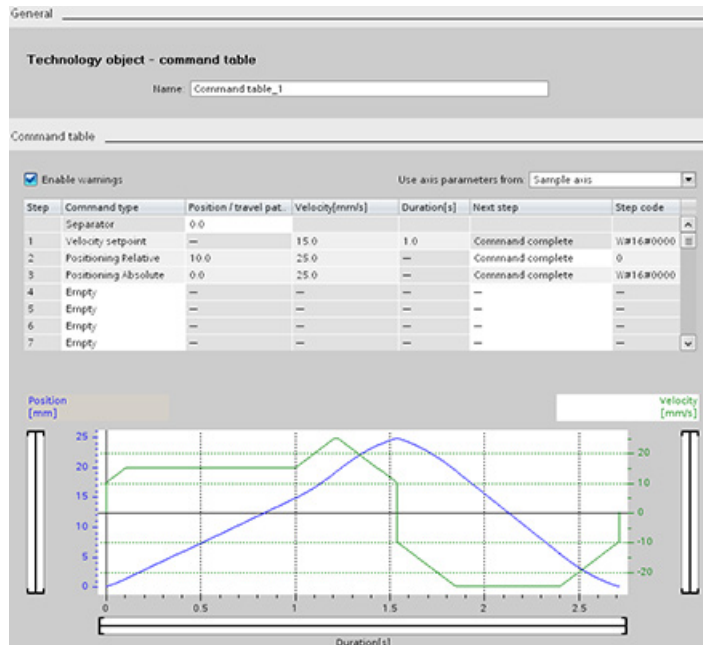 General
Technology object - command table
Name: Command table_1
Command table
Enable warnings Use axis parameters from: Sample axis
Step Command type Position / travel pat.. Velocity[mm/s] Duration[s] Next step Step code
Separator 0.0
1 Velocity setpoint — 15.0 1.0 Command complete W#16#0000
2 Positioning Relative 10.0 25.0 — Command complete 0
3 Positioning Absolute 0.0 25.0 — Command complete W#16#0000
4 Empty — — — — —
5 Empty — — — — —
6 Empty — — — — —
7 Empty — — — — —
Position Velocity
[mm] [mm/s]
25
20 20
15 10
0
10
-10
5
-20
0
0 0.5 1 1.5 2 2.5
Duration[s]